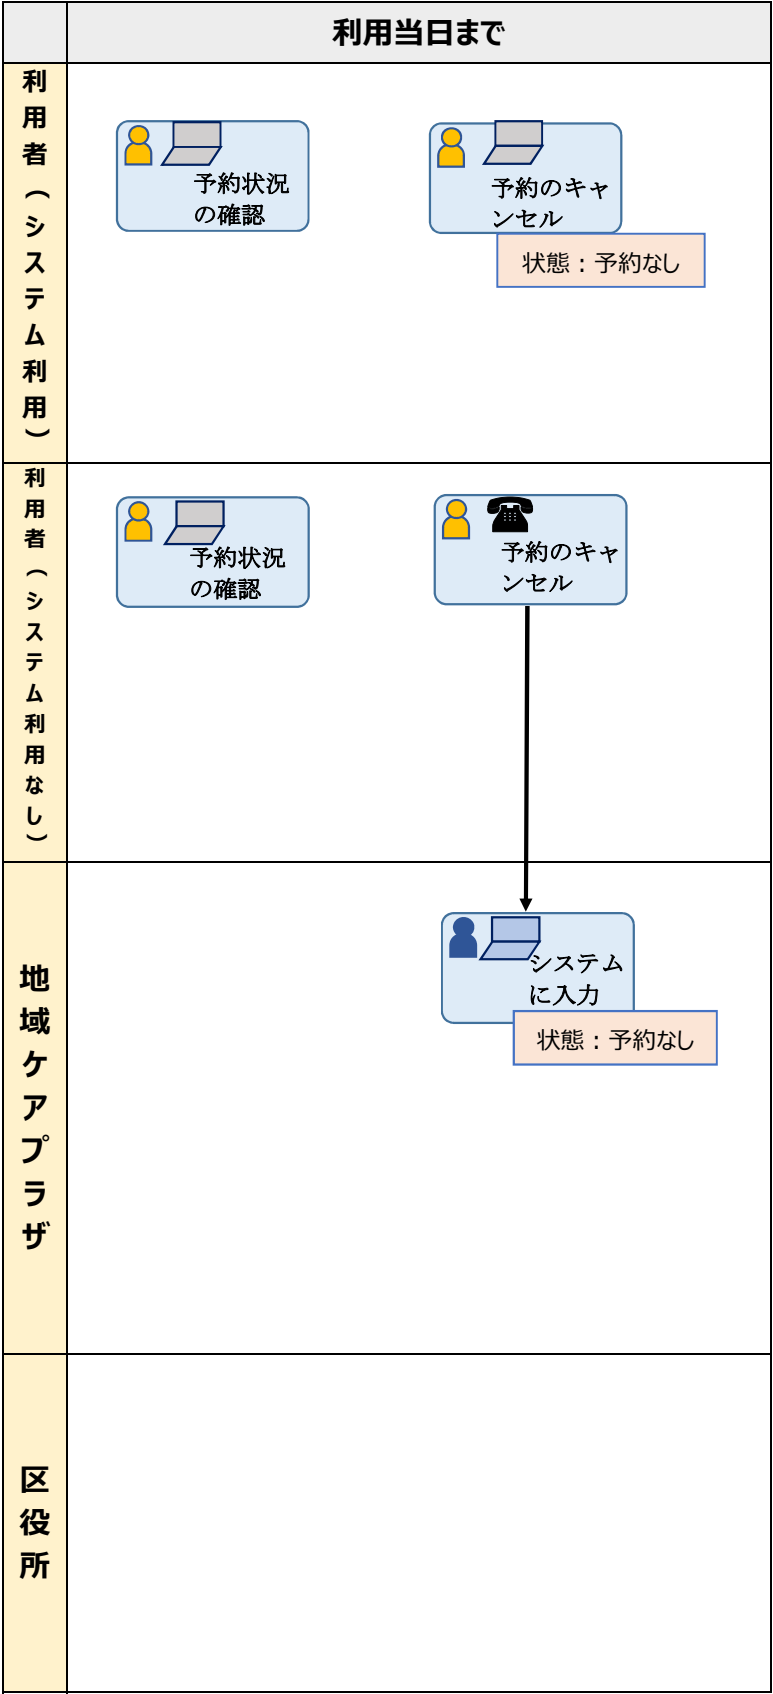 利用当日まで
利用者（システム利用）
予約状況
の確認
予約のキャ
ンセル
状態：予約なし
利用者（システム利用なし）
予約状況
の確認
予約のキャ
ンセル
地域ケアプラザ
システム
に入力
状態：予約なし
区役所